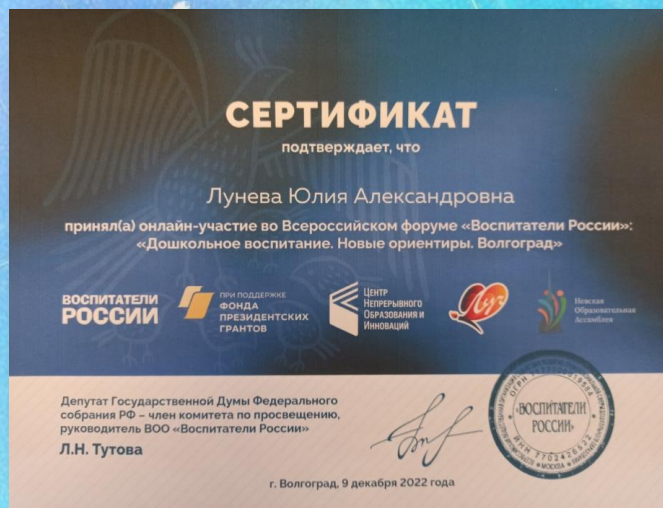 СЕРТИФИКАТ
подтверждает, что
Лунева Юлия Александровна
принял(а) онлайн-участие во Всероссийском форуме «Воспитатели России»:
«Дошкольное воспитание. Новые ориентиры. Волгоград»
ВОСПИТАТЕЛИ
РОССИИ
ПРИ ПОДДЕРЖКЕ
ФОНДА
ПРЕЗИДЕНТСКИХ
ГРАНТОВ
ЦЕНТР
НЕПРЕРЫВНОГО
ОБРАЗОВАНИЯ И
ИННОВАЦИЙ
Луч
Невская
Образовательная
Ассамблея
Депутат Государственной Думы Федерального
собрания РФ – член комитета по просвещению,
руководитель ВОО «Воспитатели России»
Л.Н. Тутова
«ВОСПИТАТЕЛИ
РОССИИ»
МОСКВА
г. Волгоград, 9 декабря 2022 года